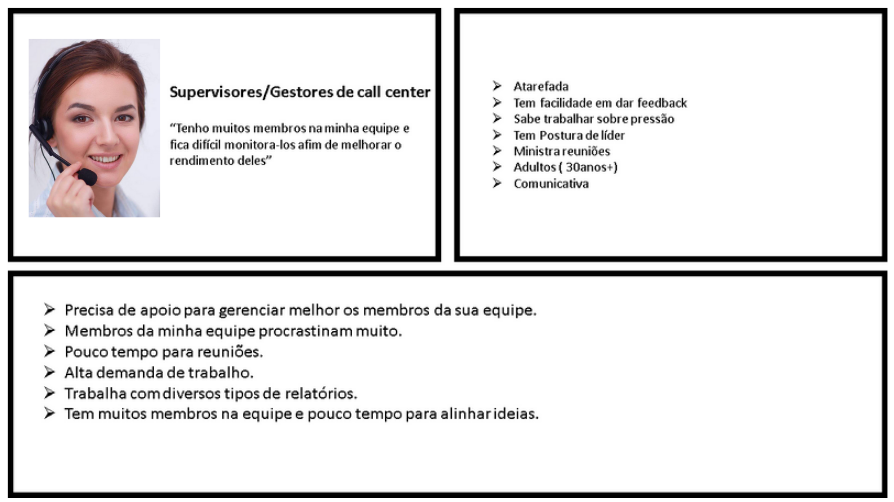 Supervisores/Gestores de call center
“Tenho muitos membros na minha equipe e
fica difícil monitora-los afim de melhorar o
rendimento deles”
Atarefada
Tem facilidade em dar feedback
Sabe trabalhar sobre pressão
Tem Postura de líder
Ministra reuniões
Adultos ( 30anos+)
Comunicativa
Precisa de apoio para gerenciar melhor os membros da sua equipe.
Membros da minha equipe procrastinam muito.
Pouco tempo para reuniões.
Alta demanda de trabalho.
Trabalha com diversos tipos de relatórios.
Tem muitos membros na equipe e pouco tempo para alinhar ideias.